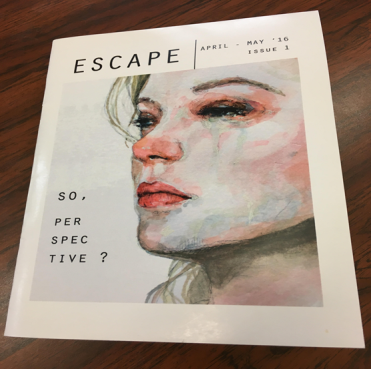 ESCAPE
APRIL - MAY '16
ISSUE 1
SO,
PER
SPEC
TIVE ?